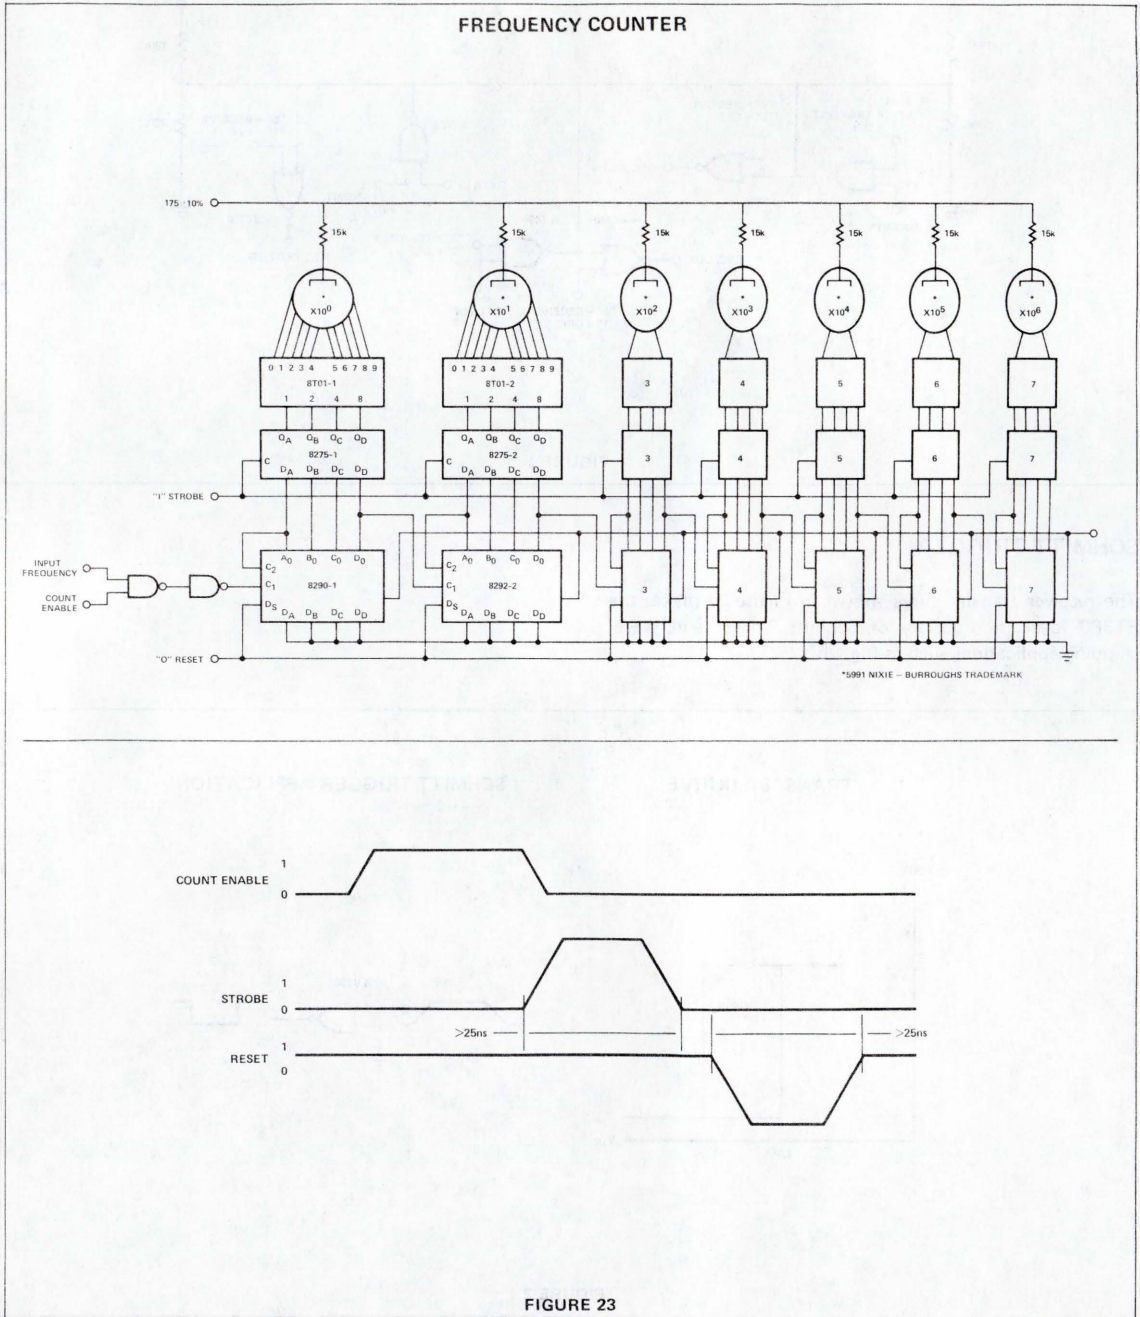 FREQUENCY COUNTER
175 10%
15k 15k 15k 15k 15k 15k 15k
* * * * * * *
X10⁰ X10¹ X10² X10³ X10⁴ X10⁵ X10⁶
0 1 2 3 4 5 6 7 8 9 0 1 2 3 4 5 6 7 8 9
8T01-1 8T01-2 3 4 5 6 7
1 2 4 8 1 2 4 8
QA QB QC QD QA QB QC QD
8275-1 8275-2 3 4 5 6 7
C C
DA DB DC DD DA DB DC DD
"I" STROBE
A0 B0 C0 D0 A0 B0 C0 D0
C2 C2
INPUT
FREQUENCY
C1 8290-1 C1 8292-2 3 4 5 6 7
COUNT
ENABLE
DS DS
DA DB DC DD DA DB DC DD
"O" RESET
*5991 NIXIE – BURROUGHS TRADEMARK
COUNT ENABLE
1
0
STROBE
1
0
>25ns >25ns
RESET
1
0
FIGURE 23